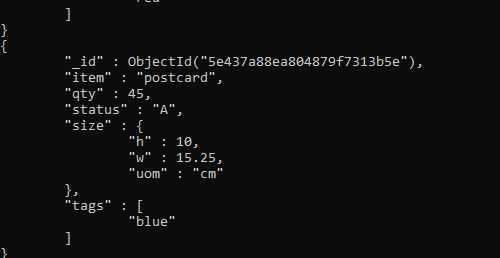 ]
}
{
"_id" : ObjectId("5e437a88ea804879f7313b5e"),
"item" : "postcard",
"qty" : 45,
"status" : "A",
"size" : {
"h" : 10,
"w" : 15.25,
"uom" : "cm"
},
"tags" : [
"blue"
]
}